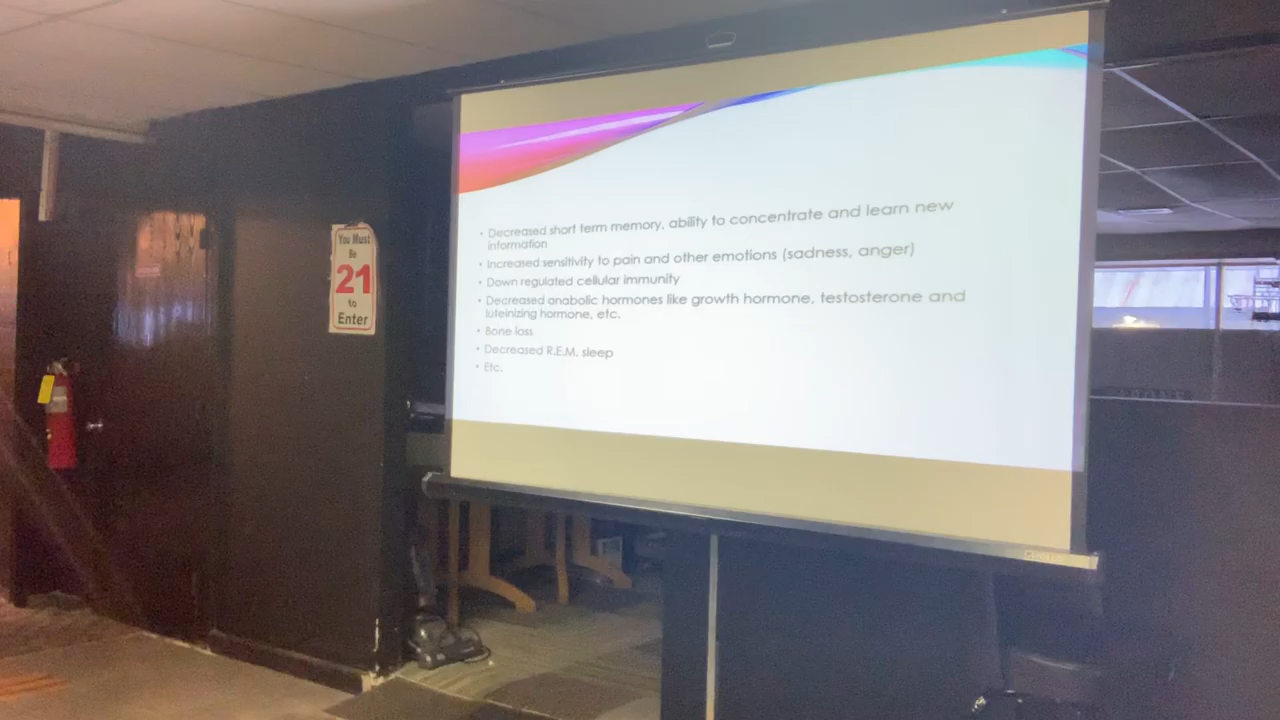 You Must
Be
21
to
Enter
• Decreased short term memory, ability to concentrate and learn new
information
• Increased sensitivity to pain and other emotions (sadness, anger)
• Down regulated cellular immunity
• Decreased anabolic hormones like growth hormone, testosterone and
luteinizing hormone, etc.
• Bone loss
• Decreased R.E.M. sleep
• Etc.